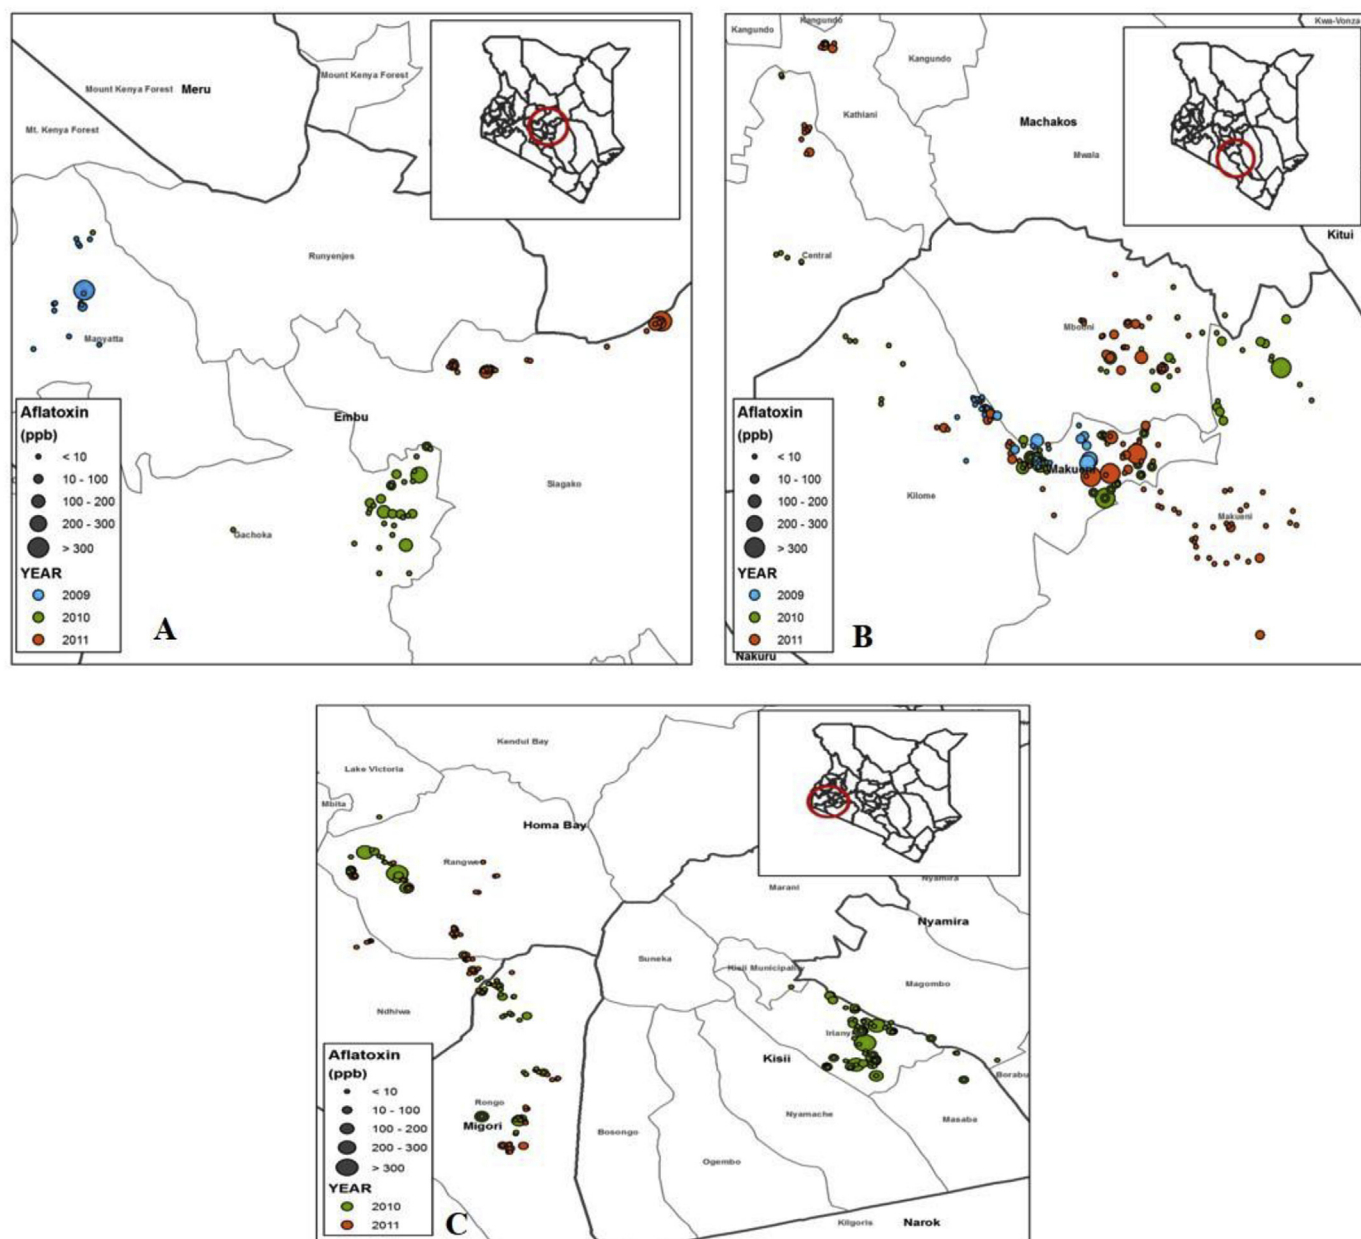 Mount Kenya Forest
Mount Kenya Forest
Meru
Mt. Kenya Forest
Runyenjes
Manyatta
Embu
Siagako
Gachoka
Aflatoxin
(ppb)
< 10
10 - 100
100 - 200
200 - 300
> 300
YEAR
2009
2010
2011
A
Kangundo
Kangundo
Kwa-Vonza
Kangundo
Kathiani
Machakos
Mwala
Kitui
Central
Mbooni
Makueni
Kilome
Makueni
Aflatoxin
(ppb)
< 10
10 - 100
100 - 200
200 - 300
> 300
YEAR
2009
2010
2011
B
Nakuru
Kendul Bay
Lake Victoria
Mbita
Homa Bay
Rangwe
Marani
Nyamira
Nyamira
Suneka
Kisii Municipality
Magombo
Ndhiwa
Kisii
Borabu
Rongo
Migori
Nyamache
Masaba
Bosongo
Ogembo
Kilgoris
Narok
Aflatoxin
(ppb)
< 10
10 - 100
100 - 200
200 - 300
> 300
YEAR
2010
2011
C